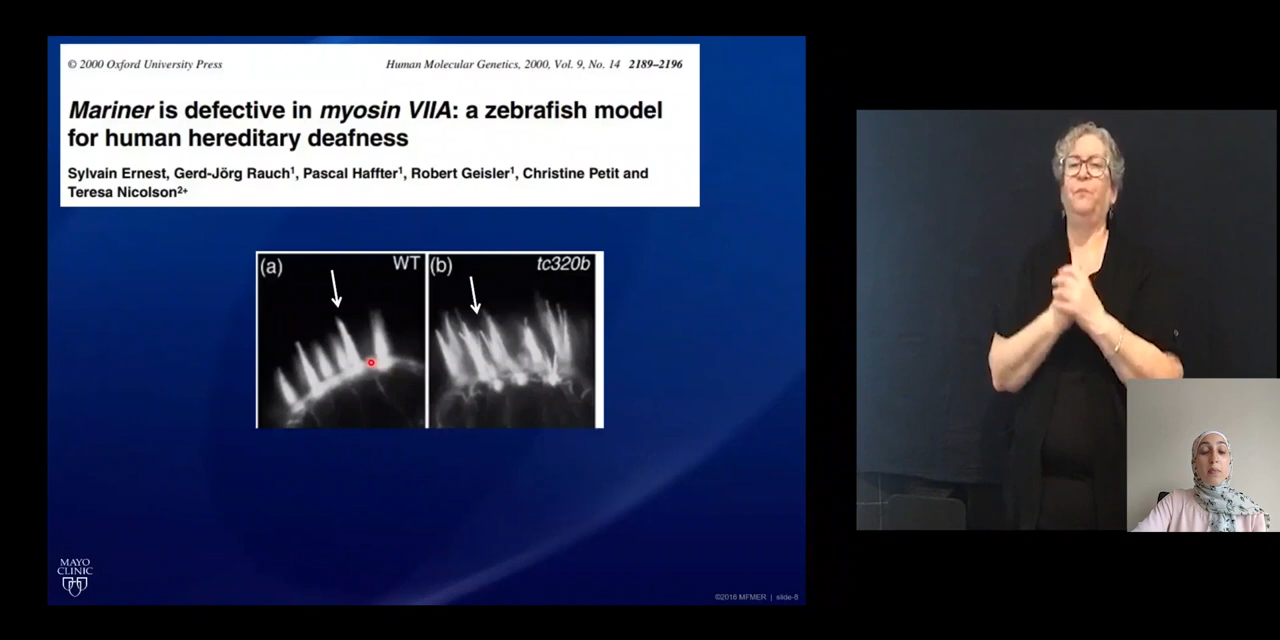 © 2000 Oxford University Press
Human Molecular Genetics, 2000, Vol. 9, No. 14 2189–2196
Mariner is defective in myosin VIIA: a zebrafish model
for human hereditary deafness
Sylvain Ernest, Gerd-Jörg Rauch¹, Pascal Haffter¹, Robert Geisler¹, Christine Petit and
Teresa Nicolson²⁺
(a) WT (b) tc320b
MAYO
CLINIC
©2016 MFMER | slide-8